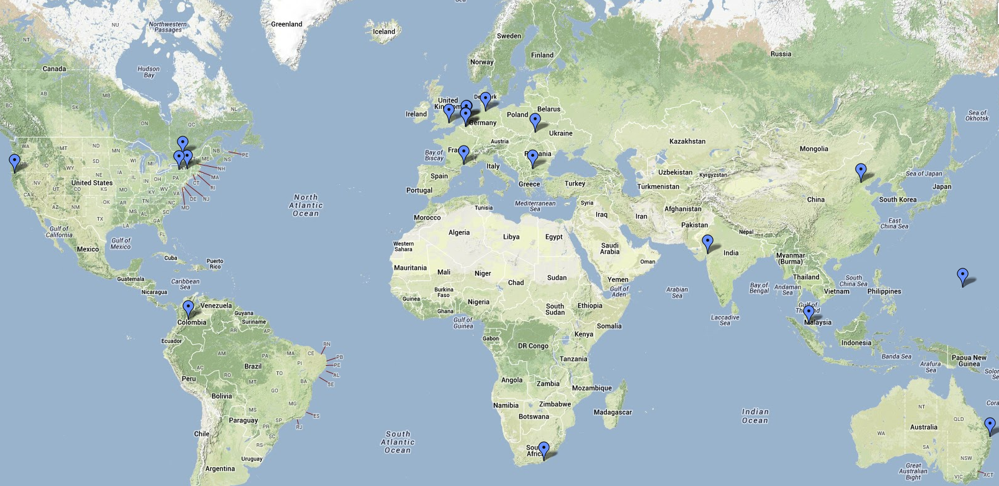 Sea
NU
Northwestern
Passages
Greenland
Iceland
Sweden
Finland
Norway
Russia
NT
Canada
Hudson
Bay
BC
AB
SK
MB
ON
QC
NL
United
Kingdom
Ireland
Poland
Belarus
Germany
Ukraine
Sea of
Okhotsk
WA
MT
ND
MN
NB
PE
NS
ME
Bay of
Biscay
Austria
Kazakhstan
Mongolia
ID
SD
WI
MI
NH
WY
NE
IA
IL
IN
OH
PA
MA
CT
RI
NV
UT
United States
CO
KS
MO
KY
WV
VA
NJ
DE
MD
CA
AZ
NM
OK
AR
TN
NC
SC
TX
LA
MS
AL
GA
FL
Spain
Portugal
Italy
Greece
Turkey
Uzbekistan
Kyrgyzstan
Turkmenistan
Sea of Japan
Japan
China
South Korea
North
Atlantic
Ocean
Mediterranean
Sea
Tunisia
Syria
Afghanistan
Morocco
Iraq
Iran
Pakistan
East
China Sea
Gulf of
California
Gulf of
Mexico
Mexico
Algeria
Libya
Egypt
Nepal
Western
Sahara
Saudi
Arabia
India
Cuba
Puerto
Rico
Myanmar
(Burma)
Oman
Mauritania
Mali
Niger
Sudan
Chad
Yemen
Guatemala
Caribbean
Sea
Nicaragua
Thailand
South
China Sea
Vietnam
Philippines
Burkina
Faso
Gulf of
Aden
Arabian
Sea
Bay of
Bengal
Andaman
Sea
Guinea
Nigeria
Ghana
South
Sudan
Ethiopia
Venezuela
Guyana
Suriname
Colombia
Gulf of
Guinea
Laccadive
Sea
Gulf of
Malaysia
Somalia
Kenya
Ecuador
RR
AP
Gabon
DR Congo
Indonesia
AM
PA
MA
CE
RN
PB
PE
AL
SE
PI
Tanzania
Banda Sea
Papua New
Guinea
Arafura
Sea
Peru
AC
RO
Brazil
TO
BA
MT
GO
Angola
Zambia
Mozambique
Bolivia
MG
MS
ES
Namibia
Zimbabwe
Botswana
Madagascar
Indian
Ocean
NT
QLD
Paraguay
SP
RJ
PR
SC
RS
Chile
South
Atlantic
Ocean
WA
Australia
SA
NSW
Uruguay
Argentina
Great
Australian
Bight
VIC
ACT